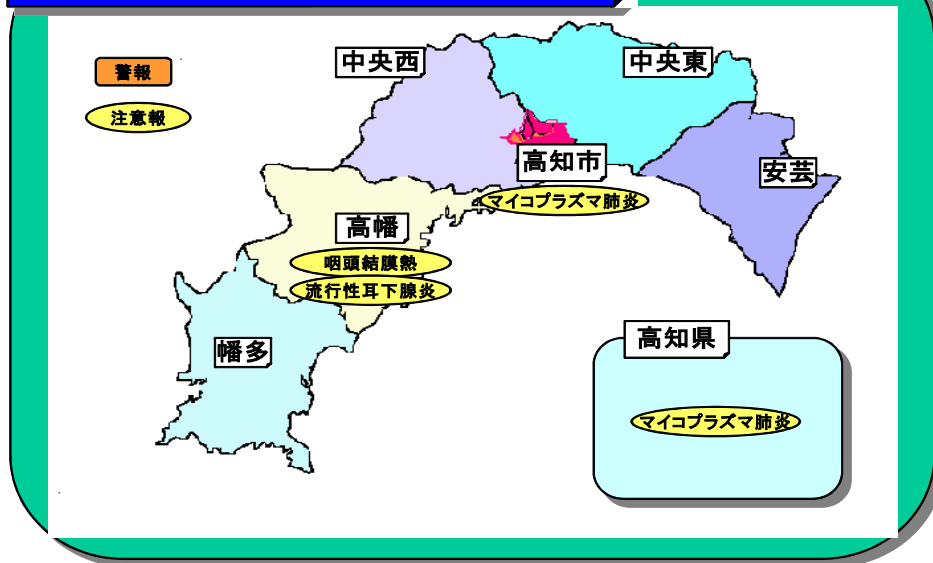 中央西
中央東
警報
注意報
高知市
安芸
マイコプラズマ肺炎
高幡
咽頭結膜熱
流行性耳下腺炎
高知県
幡多
マイコプラズマ肺炎